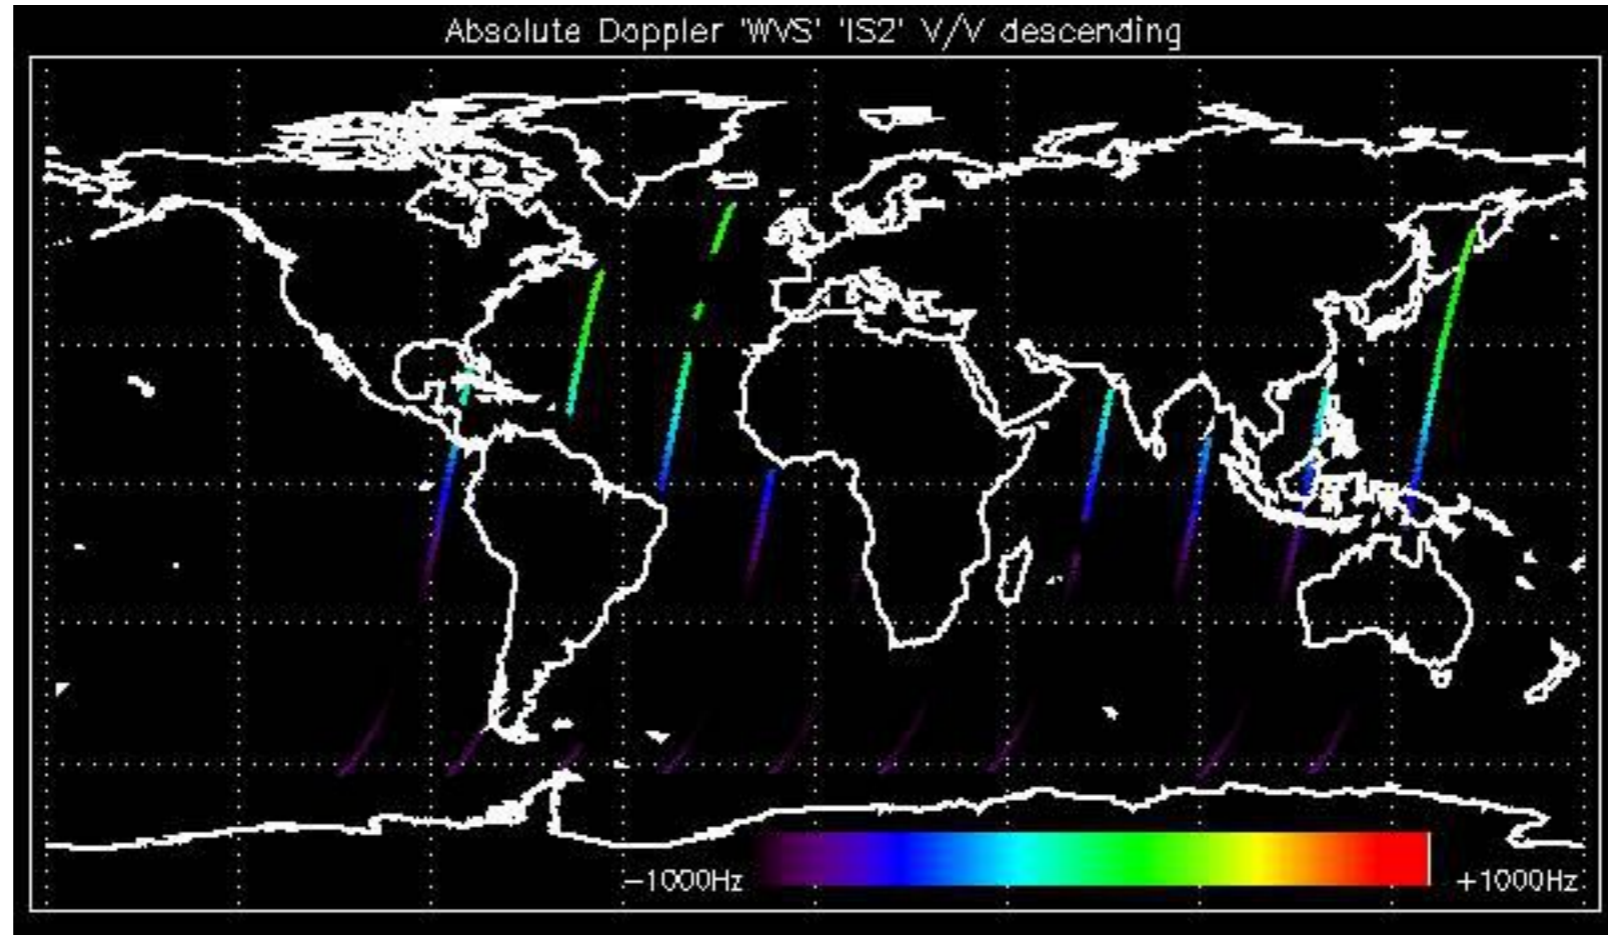 Absolute Doppler 'WVS' 'IS2' V/V descending
−1000Hz +1000Hz